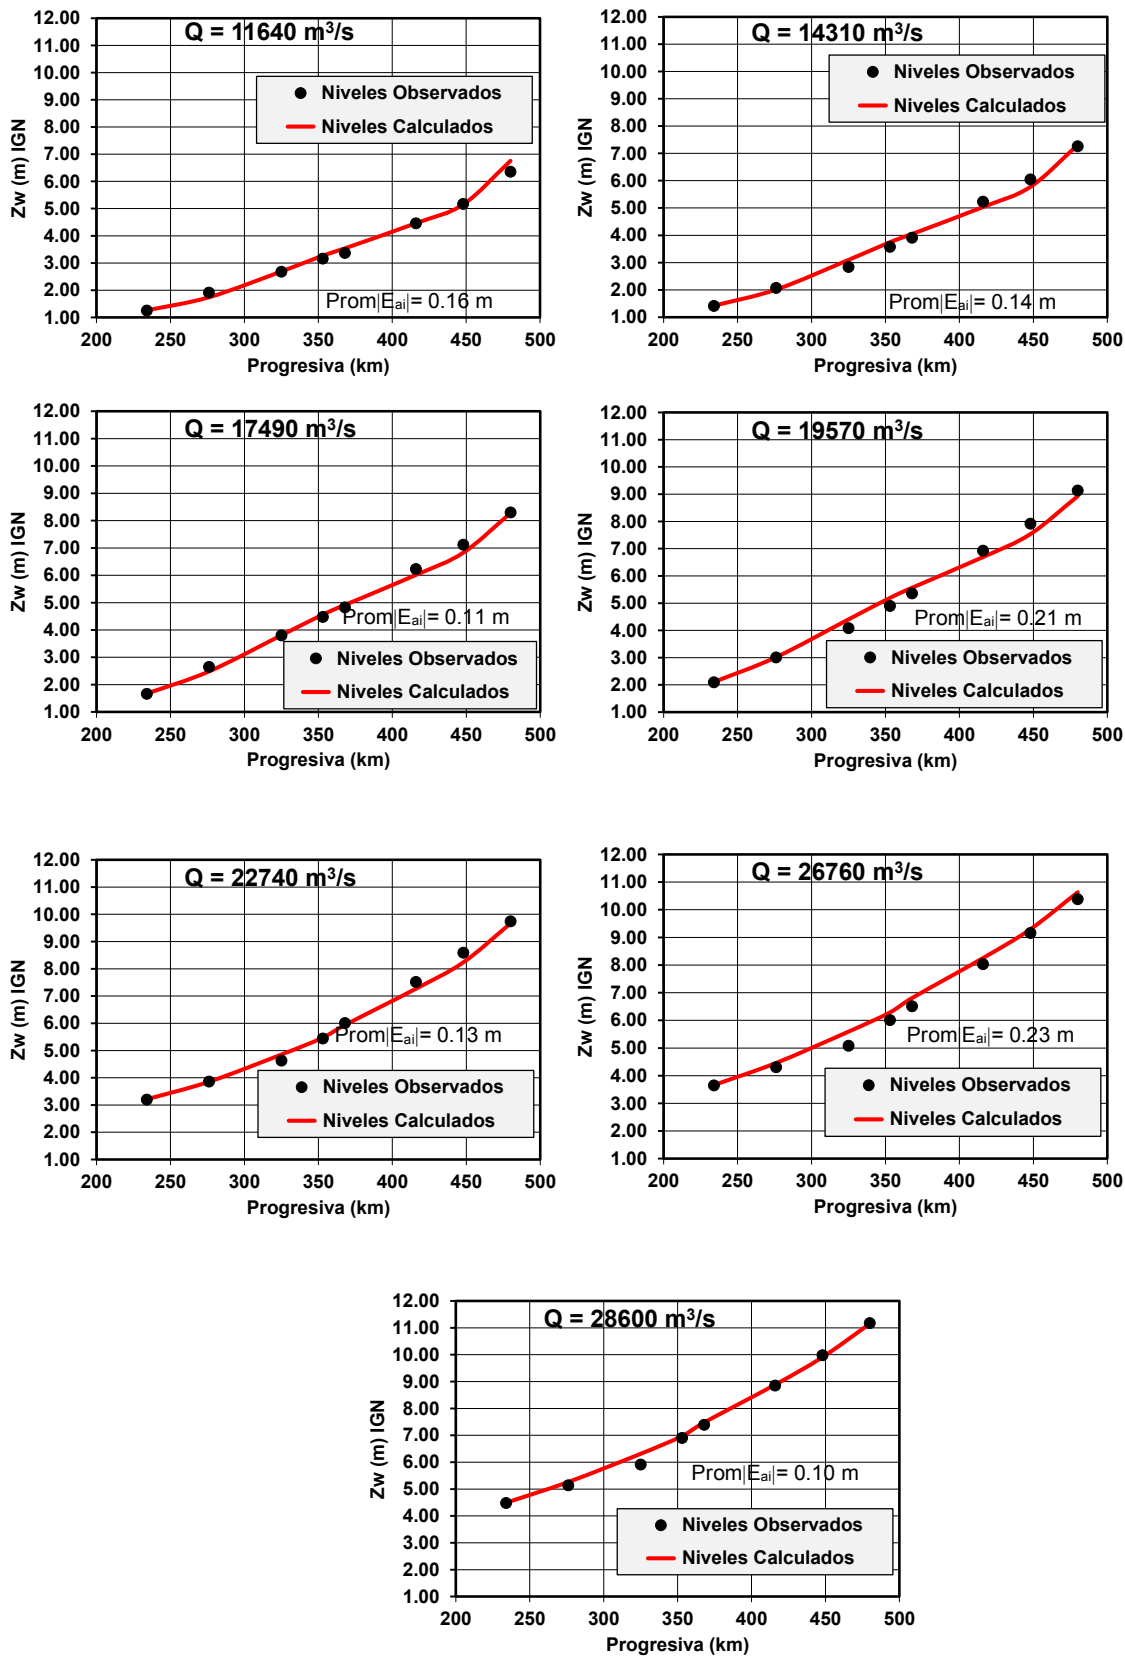 Q = 11640 m³/s
Zw (m) IGN
12.00
11.00
10.00
9.00
8.00
7.00
6.00
5.00
4.00
3.00
2.00
1.00
Niveles Observados
Niveles Calculados
Prom|Eai|= 0.16 m
200 250 300 350 400 450 500
Progresiva (km)
Q = 14310 m³/s
Zw (m) IGN
12.00
11.00
10.00
9.00
8.00
7.00
6.00
5.00
4.00
3.00
2.00
1.00
Niveles Observados
Niveles Calculados
Prom|Eai|= 0.14 m
200 250 300 350 400 450 500
Progresiva (km)
Q = 17490 m³/s
Zw (m) IGN
12.00
11.00
10.00
9.00
8.00
7.00
6.00
5.00
4.00
3.00
2.00
1.00
Prom|Eai|= 0.11 m
Niveles Observados
Niveles Calculados
200 250 300 350 400 450 500
Progresiva (km)
Q = 19570 m³/s
Zw (m) IGN
12.00
11.00
10.00
9.00
8.00
7.00
6.00
5.00
4.00
3.00
2.00
1.00
Prom|Eai|= 0.21 m
Niveles Observados
Niveles Calculados
200 250 300 350 400 450 500
Progresiva (km)
Q = 22740 m³/s
Zw (m) IGN
12.00
11.00
10.00
9.00
8.00
7.00
6.00
5.00
4.00
3.00
2.00
1.00
Prom|Eai|= 0.13 m
Niveles Observados
Niveles Calculados
200 250 300 350 400 450 500
Progresiva (km)
Q = 26760 m³/s
Zw (m) IGN
12.00
11.00
10.00
9.00
8.00
7.00
6.00
5.00
4.00
3.00
2.00
1.00
Prom|Eai|= 0.23 m
Niveles Observados
Niveles Calculados
200 250 300 350 400 450 500
Progresiva (km)
Q = 28600 m³/s
Zw (m) IGN
12.00
11.00
10.00
9.00
8.00
7.00
6.00
5.00
4.00
3.00
2.00
1.00
Prom|Eai|= 0.10 m
Niveles Observados
Niveles Calculados
200 250 300 350 400 450 500
Progresiva (km)